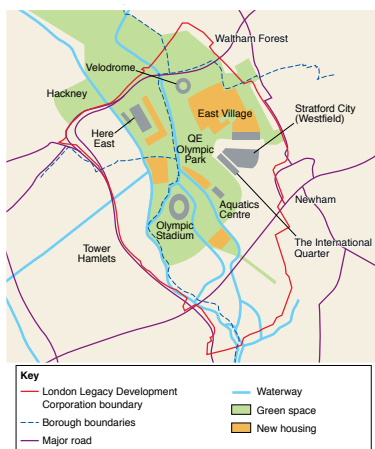 Waltham Forest
Velodrome
Hackney
East Village
Stratford City
(Westfield)
Here
East
QE
Olympic
Park
Newham
Aquatics
Centre
Olympic
Stadium
The International
Quarter
Tower
Hamlets
Key
London Legacy Development
Corporation boundary
Borough boundaries
Major road
Waterway
Green space
New housing